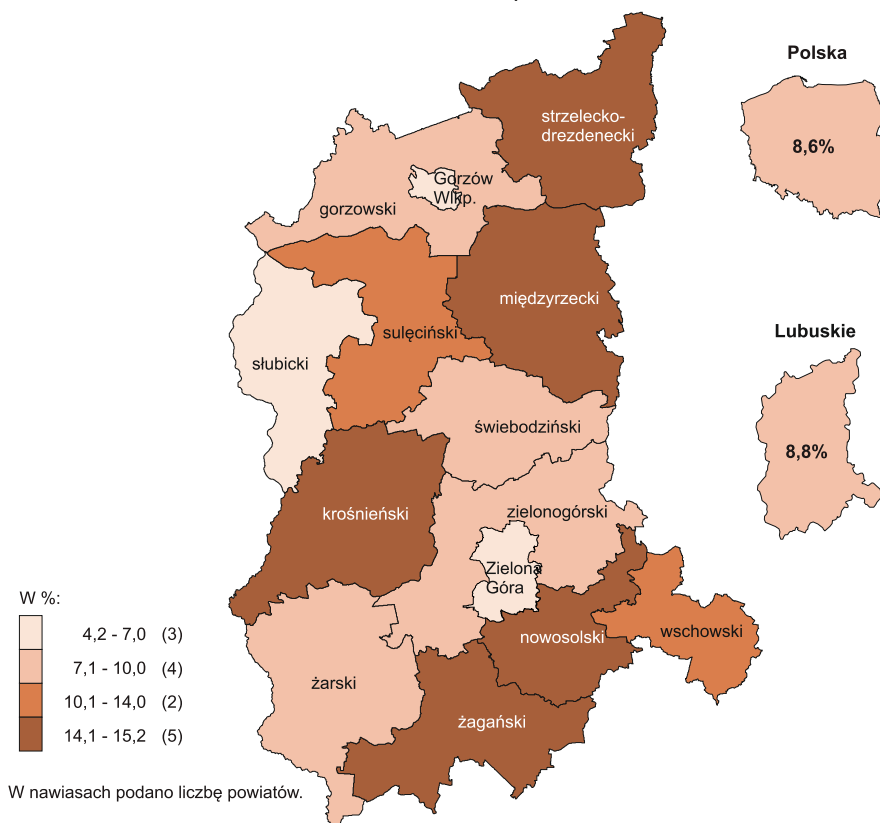 Polska
8,6%
strzelecko-
drezdenecki
Gorzów
Wlkp.
gorzowski
międzyrzecki
sulęciński
słubicki
Lubuskie
8,8%
świebodziński
krośnieński
zielonogórski
Zielona
Góra
nowosolski
wschowski
żarski
żagański
W %:
4,2 - 7,0 (3)
7,1 - 10,0 (4)
10,1 - 14,0 (2)
14,1 - 15,2 (5)
W nawiasach podano liczbę powiatów.